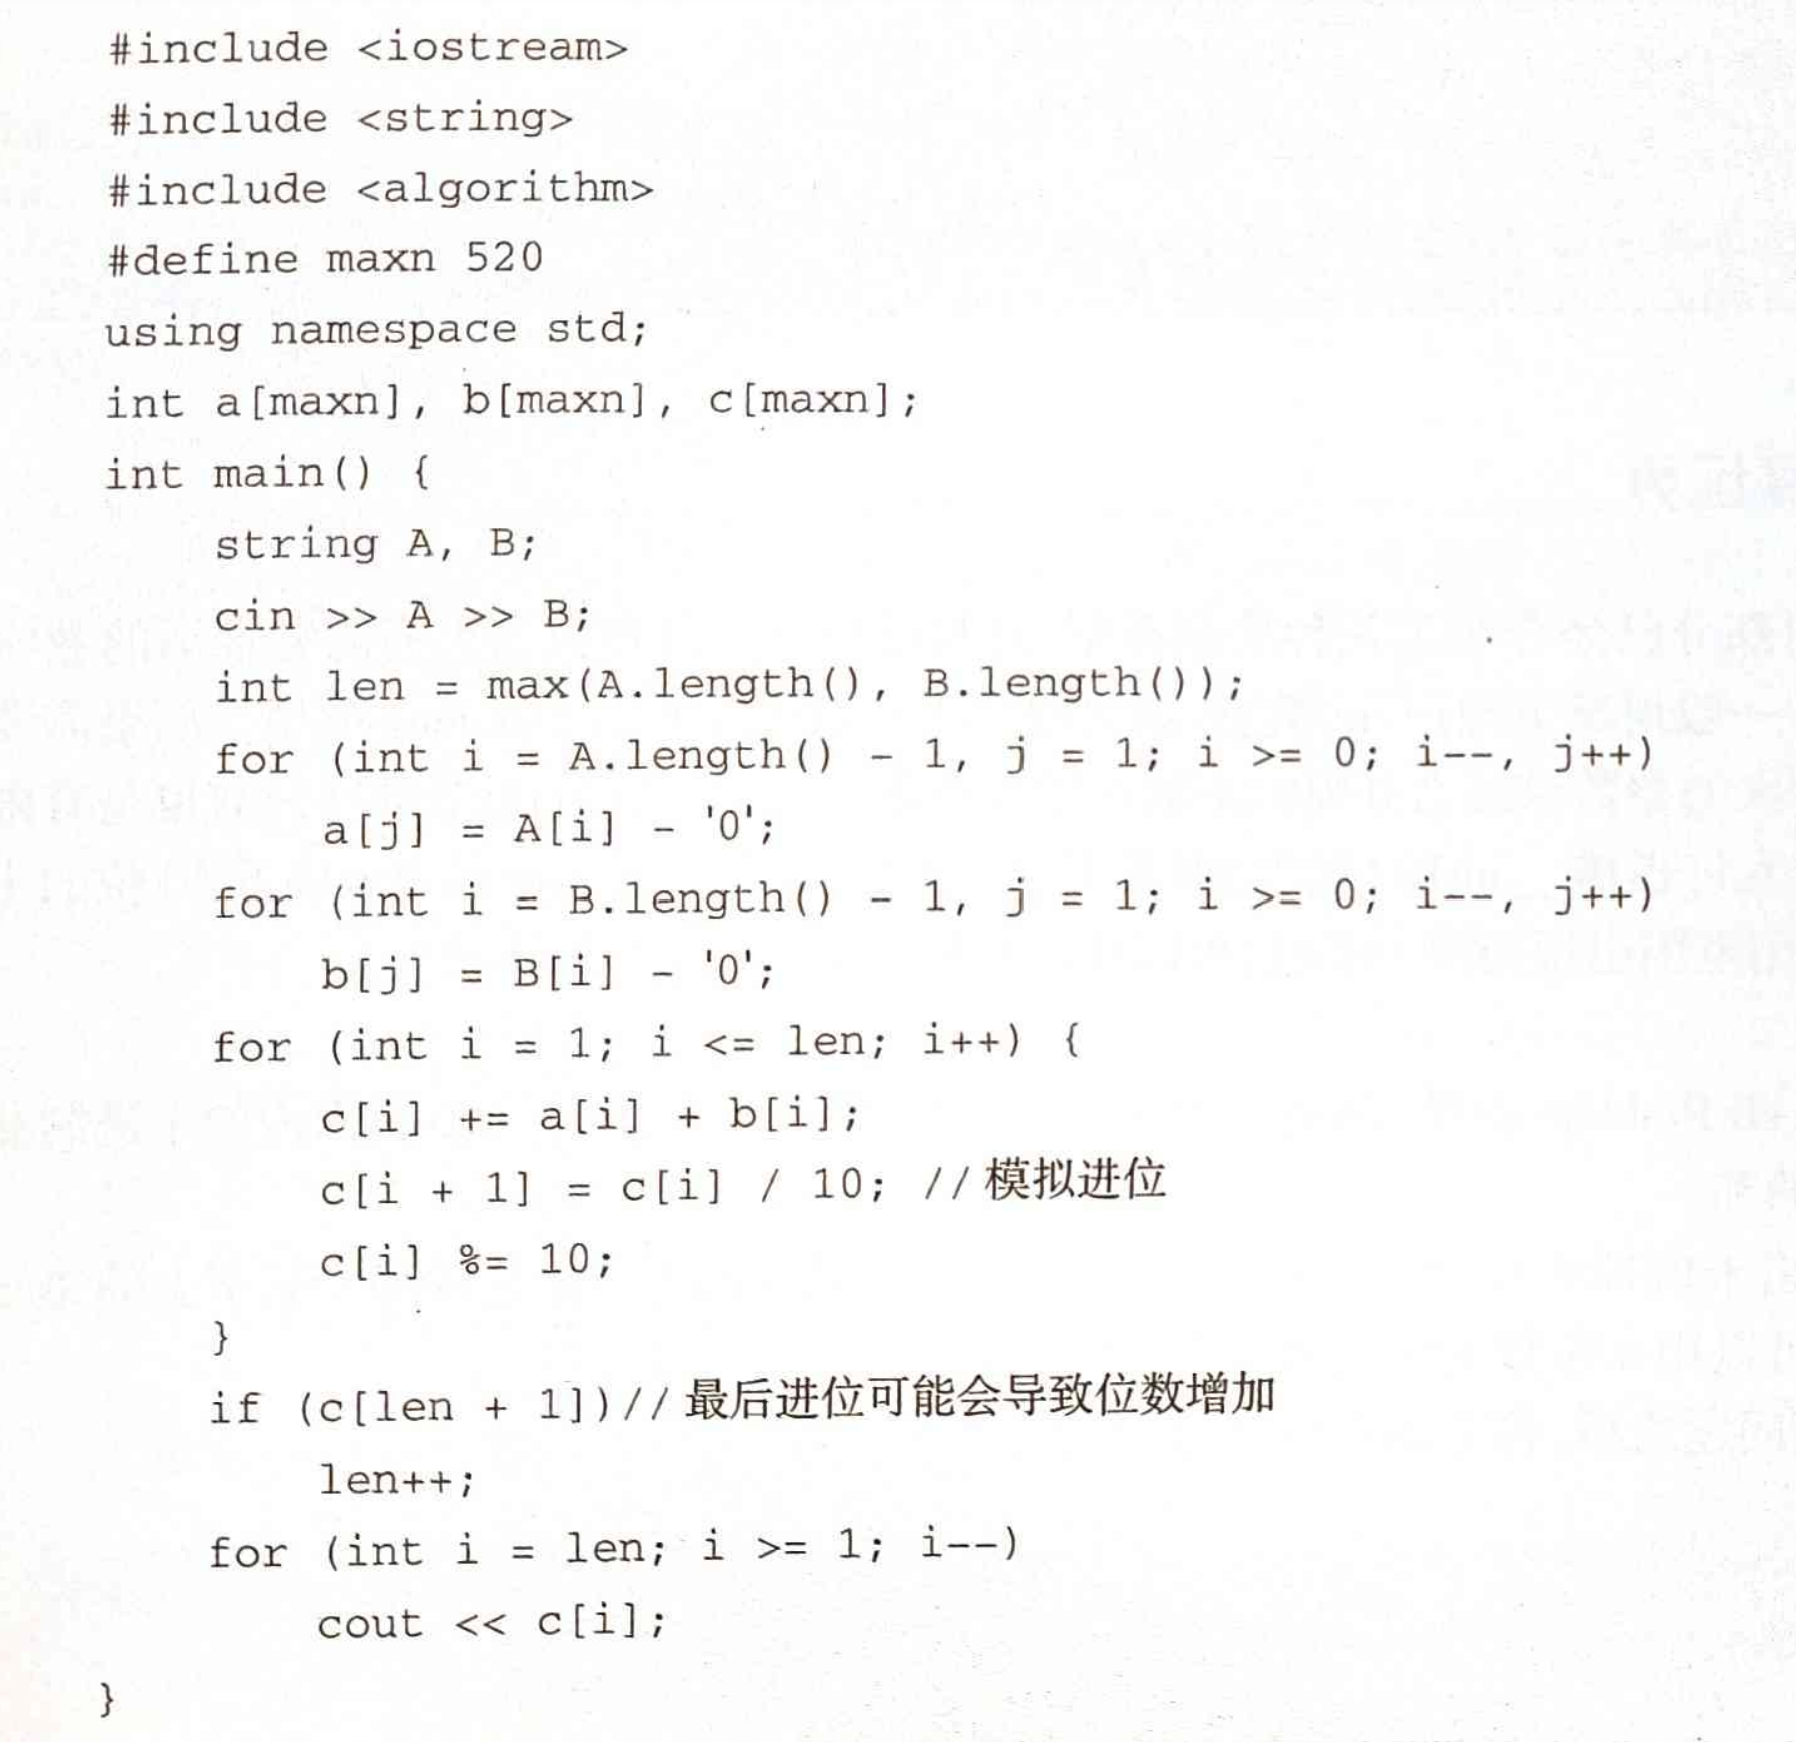 #include <iostream>
#include <string>
#include <algorithm>
#define maxn 520
using namespace std;
int a[maxn], b[maxn], c[maxn];
int main() {
    string A, B;
    cin >> A >> B;
    int len = max(A.length(), B.length());
    for (int i = A.length() - 1, j = 1; i >= 0; i--, j++)
        a[j] = A[i] - '0';
    for (int i = B.length() - 1, j = 1; i >= 0; i--, j++)
        b[j] = B[i] - '0';
    for (int i = 1; i <= len; i++) {
        c[i] += a[i] + b[i];
        c[i + 1] = c[i] / 10; //模拟进位
        c[i] %= 10;
    }
    if (c[len + 1])//最后进位可能会导致位数增加
        len++;
    for (int i = len; i >= 1; i--)
        cout << c[i];
}